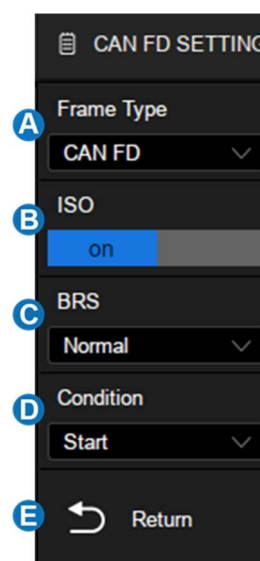 CAN FD SETTING
A
Frame Type
CAN FD
B
ISO
on
C
BRS
Normal
D
Condition
Start
E
Return